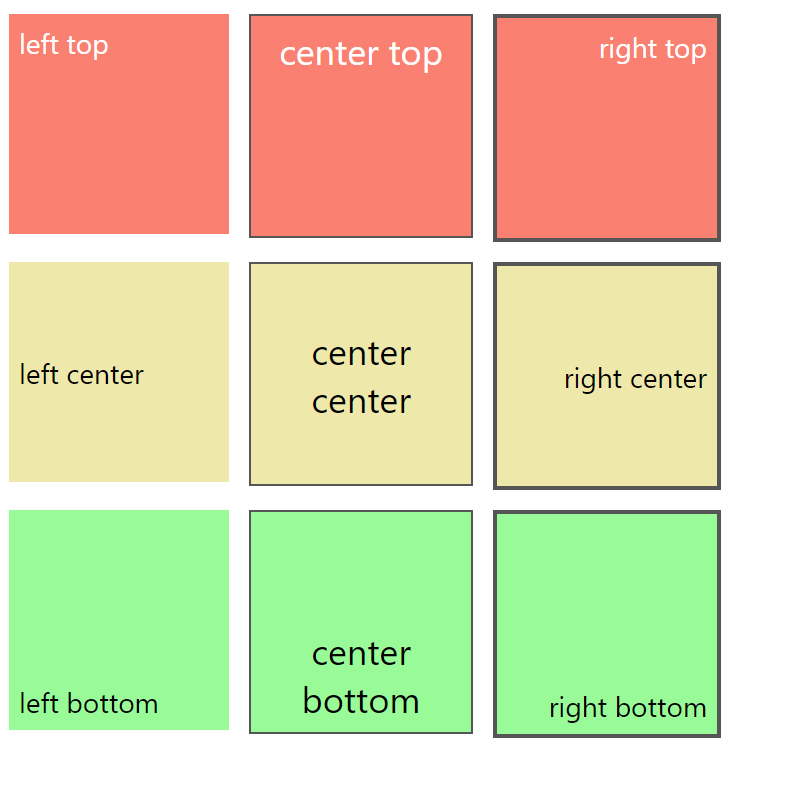 left top
center top
right top
left center
center
center
right center
left bottom
center
bottom
right bottom